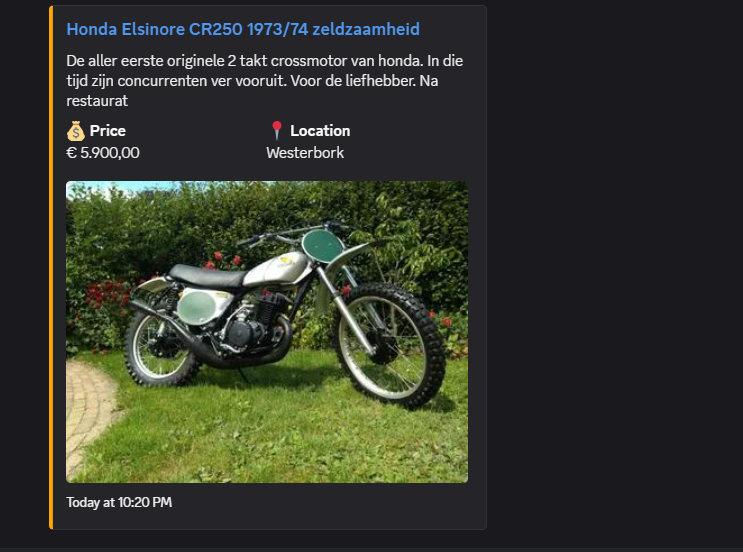 Honda Elsinore CR250 1973/74 zeldzaamheid
De aller eerste originele 2 takt crossmotor van honda. In die
tijd zijn concurrenten ver vooruit. Voor de liefhebber. Na
restaurat
💰 Price
📍 Location
€ 5.900,00
Westerbork
Today at 10:20 PM